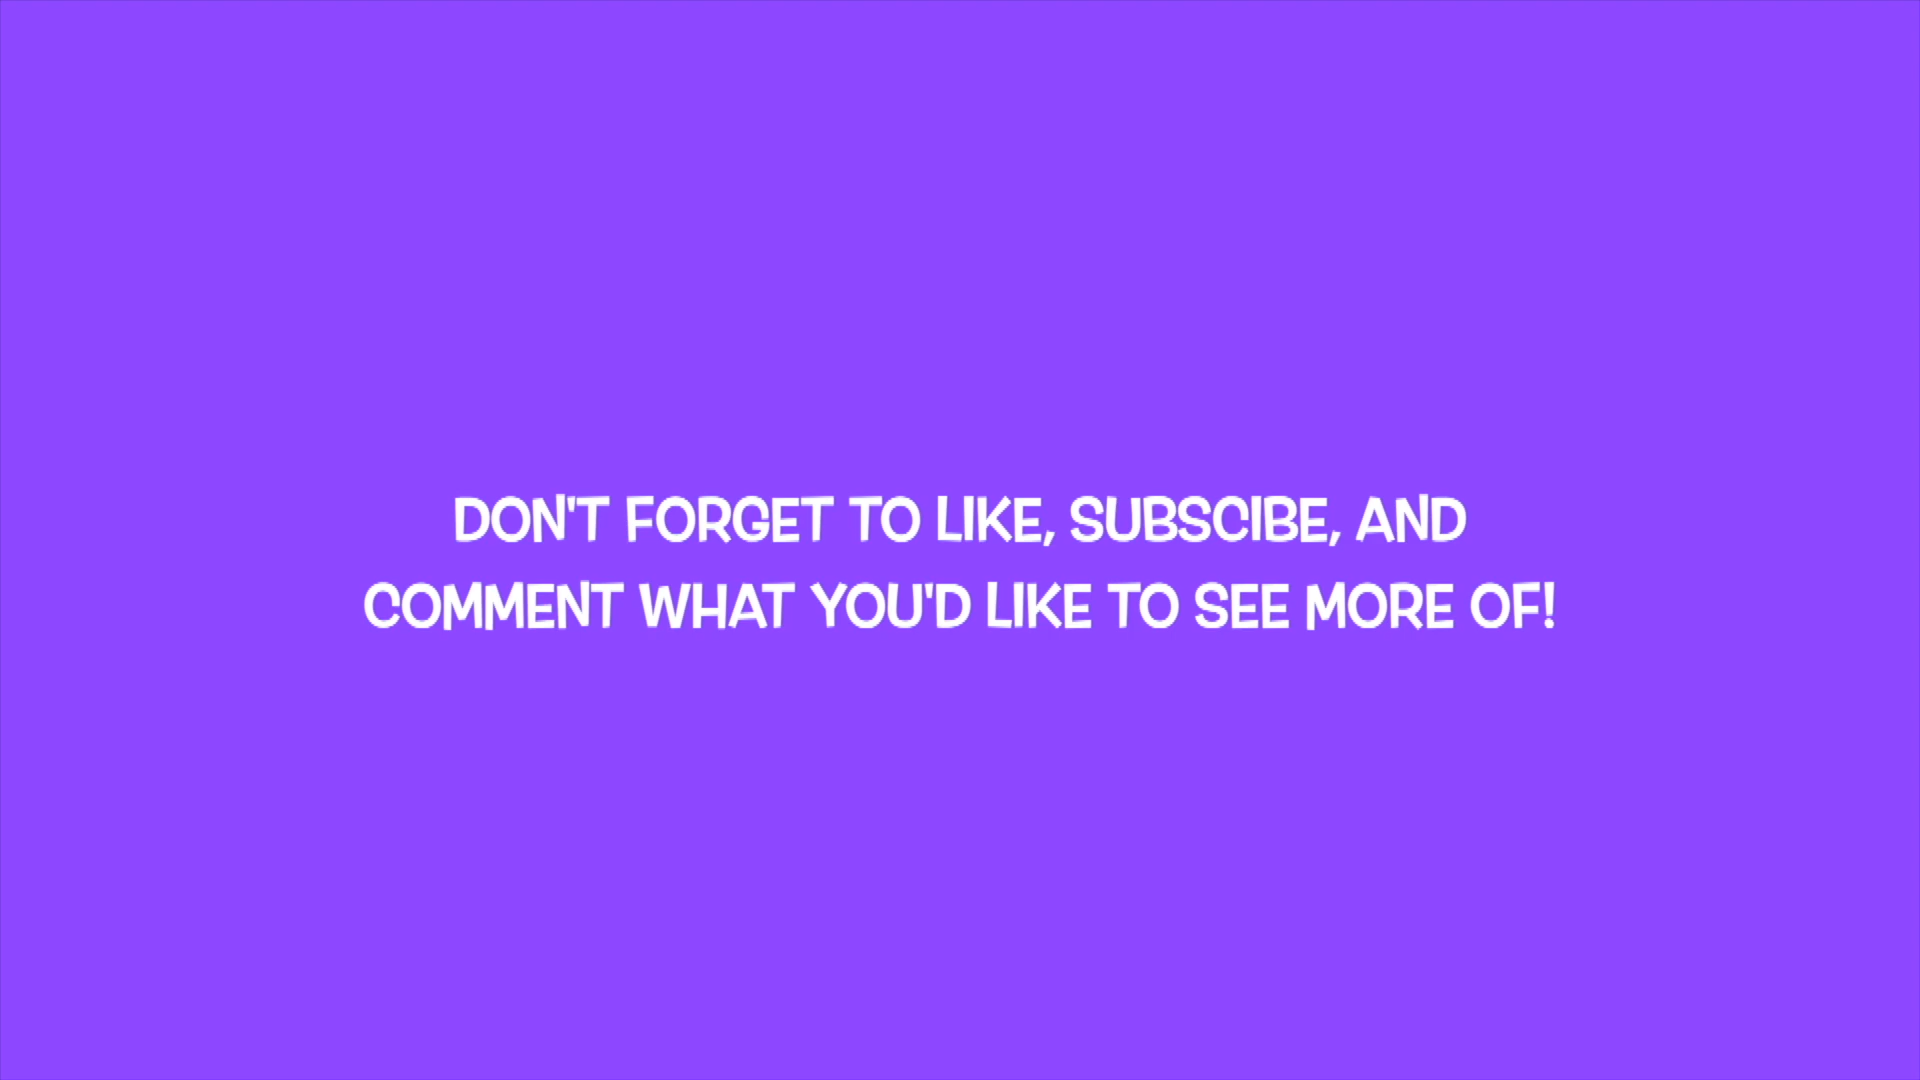 DON'T FORGET TO LIKE, SUBSCIBE, AND
COMMENT WHAT YOU'D LIKE TO SEE MORE OF!